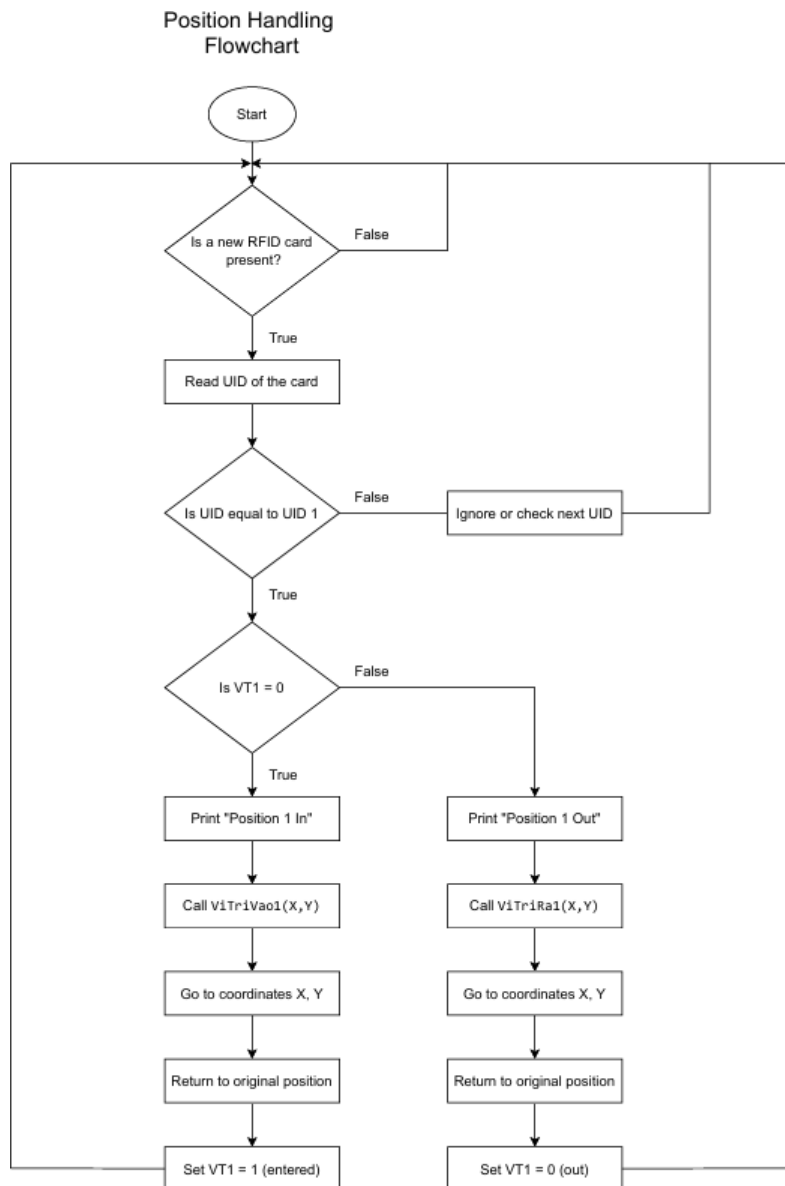 Position Handling
Flowchart
Start
Is a new RFID card
present?
False
True
Read UID of the card
Is UID equal to UID 1
False
Ignore or check next UID
True
Is VT1 = 0
False
True
Print "Position 1 In"
Print "Position 1 Out"
Call ViTriVao1(X,Y)
Call ViTriRa1(X,Y)
Go to coordinates X, Y
Go to coordinates X, Y
Return to original position
Return to original position
Set VT1 = 1 (entered)
Set VT1 = 0 (out)